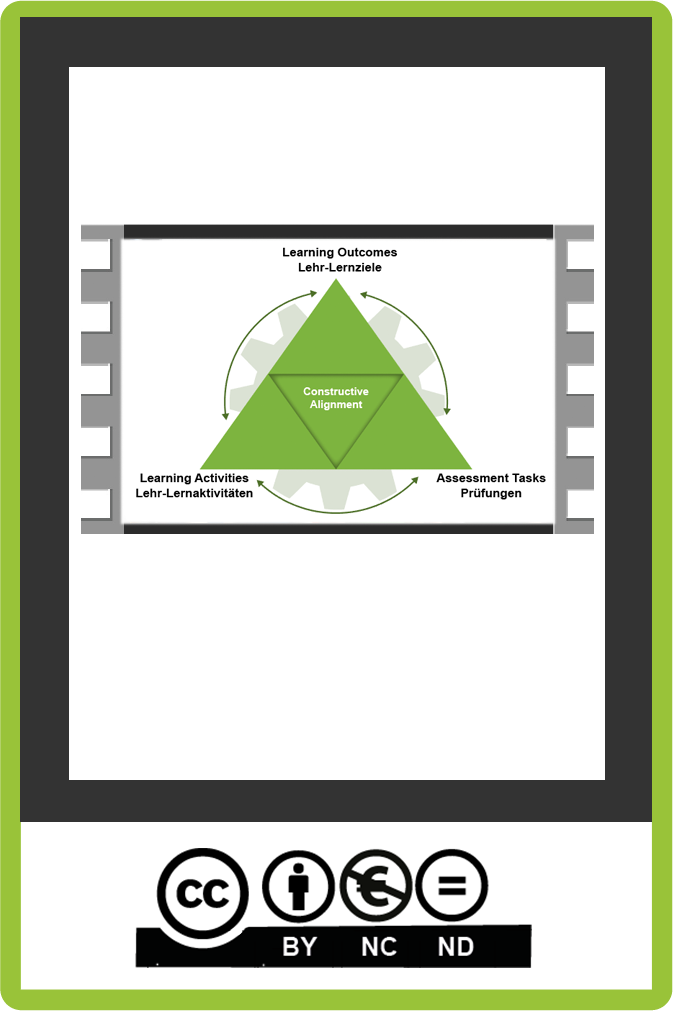 Learning Outcomes
Lehr-Lernziele
Constructive
Alignment
Learning Activities
Lehr-Lernaktivitäten
Assessment Tasks
Prüfungen
cc
BY NC ND